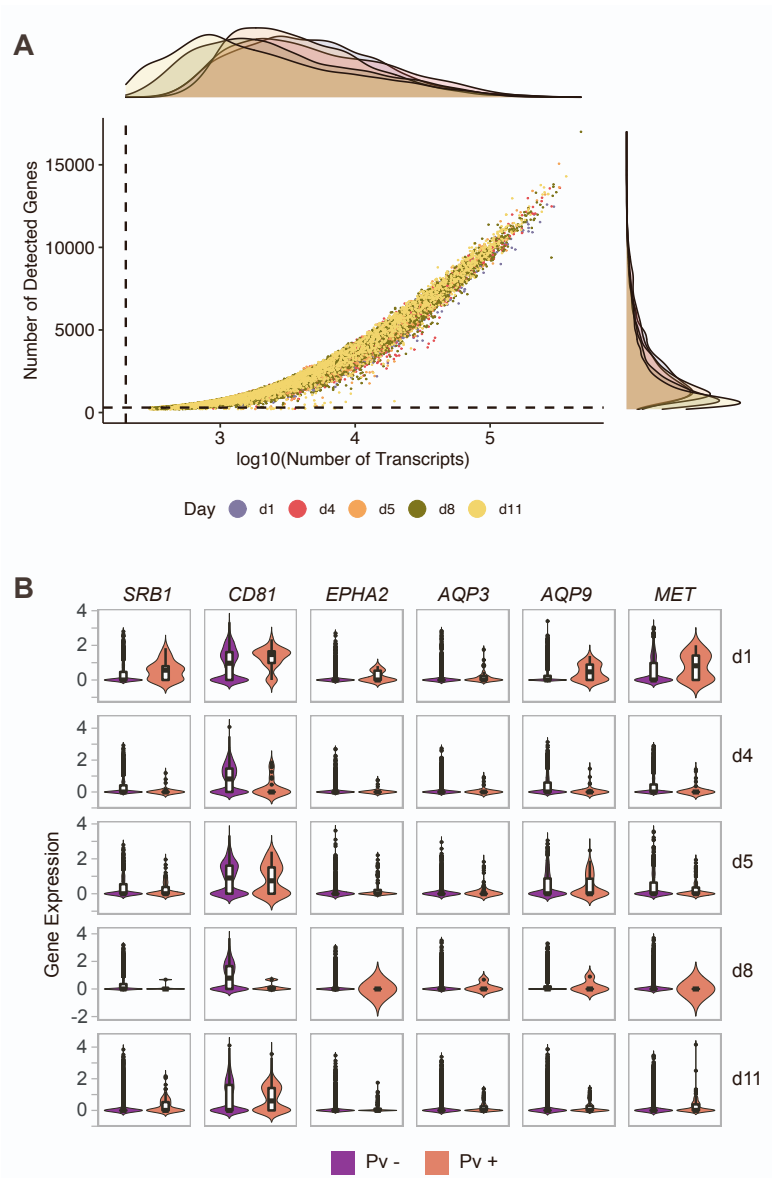 A
Number of Detected Genes
15000
10000
5000
0
3 4 5
log10(Number of Transcripts)
Day d1 d4 d5 d8 d11
B
SRB1 CD81 EPHA2 AQP3 AQP9 MET
Gene Expression
4
2
0
d1
4
2
0
d4
4
2
0
d5
4
2
0
-2
d8
4
2
0
d11
Pv - Pv +